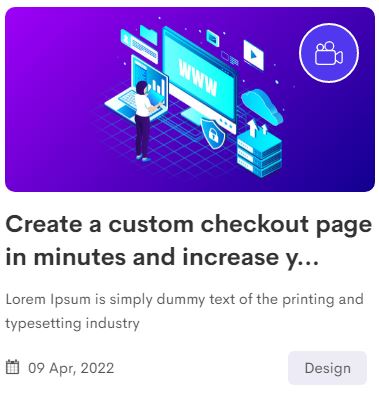 WWW
Create a custom checkout page
in minutes and increase y...
Lorem Ipsum is simply dummy text of the printing and
typesetting industry
09 Apr, 2022
Design